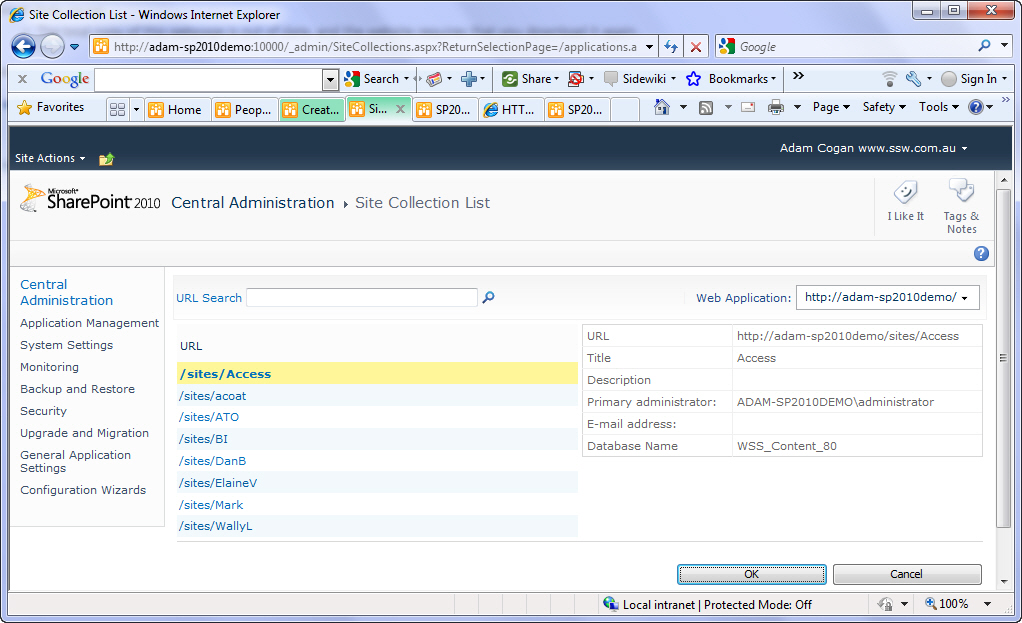 Site Collection List - Windows Internet Explorer
http://adam-sp2010demo:10000/_admin/SiteCollections.aspx?ReturnSelectionPage=/applications.a
Google
Google Search Share Sidewiki Bookmarks » Sign In
Favorites Home Peop... Creat... Si... SP20... HTT... SP20... Page Safety Tools »
Site Actions
Adam Cogan www.ssw.com.au
Microsoft®
SharePoint 2010 Central Administration Site Collection List
I Like It
Tags &
Notes
Central
Administration
Application Management
System Settings
Monitoring
Backup and Restore
Security
Upgrade and Migration
General Application
Settings
Configuration Wizards
URL Search
Web Application: http://adam-sp2010demo/
URL
/sites/Access
/sites/acoat
/sites/ATO
/sites/BI
/sites/DanB
/sites/ElaineV
/sites/Mark
/sites/WallyL
URL http://adam-sp2010demo/sites/Access
Title Access
Description
Primary administrator: ADAM-SP2010DEMO\administrator
E-mail address:
Database Name WSS_Content_80
OK Cancel
Local intranet | Protected Mode: Off 100%